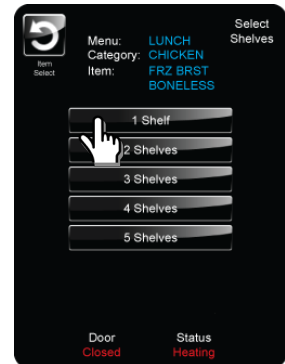 Select
Shelves
Item
Select
Menu: LUNCH
Category: CHICKEN
Item: FRZ BRST
BONELESS
1 Shelf
2 Shelves
3 Shelves
4 Shelves
5 Shelves
Door Status
Closed Heating